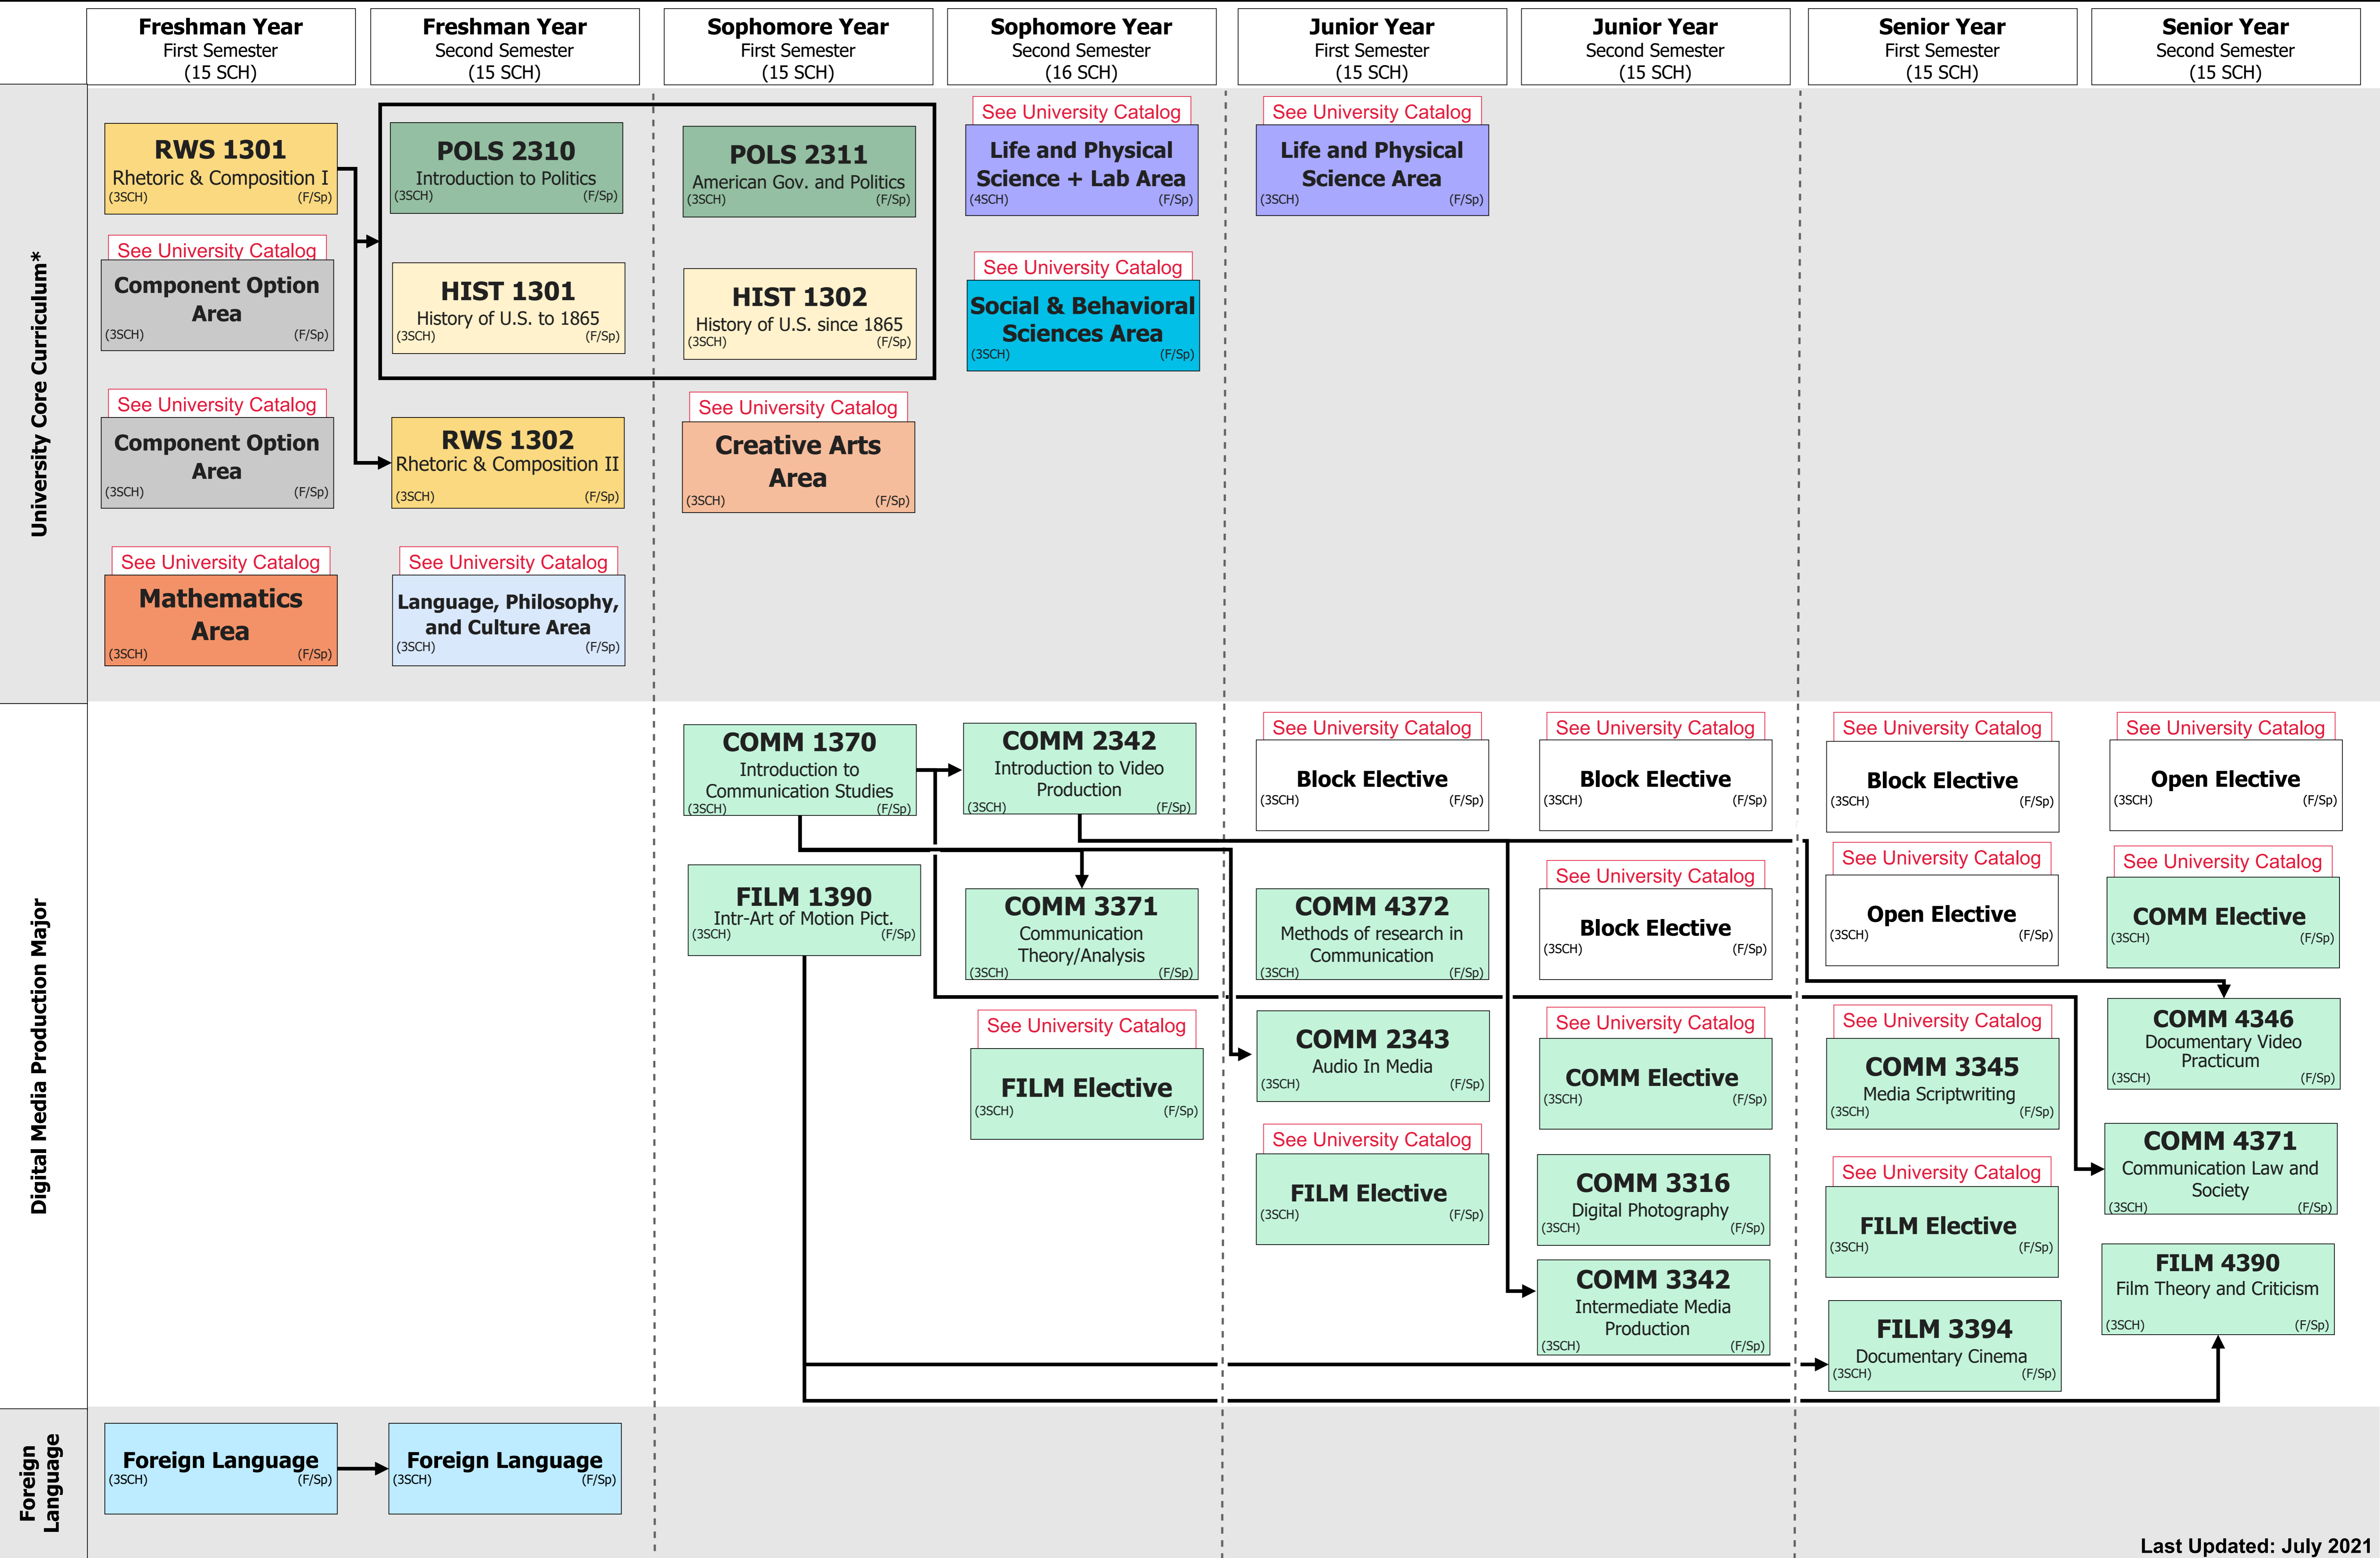 Freshman Year
First Semester
(15 SCH)
Freshman Year
Second Semester
(15 SCH)
Sophomore Year
First Semester
(15 SCH)
Sophomore Year
Second Semester
(16 SCH)
Junior Year
First Semester
(15 SCH)
Junior Year
Second Semester
(15 SCH)
Senior Year
First Semester
(15 SCH)
Senior Year
Second Semester
(15 SCH)
University Core Curriculum*
RWS 1301
Rhetoric & Composition I
(3SCH) (F/Sp)
See University Catalog
Component Option
Area
(3SCH) (F/Sp)
See University Catalog
Component Option
Area
(3SCH) (F/Sp)
See University Catalog
Mathematics
Area
(3SCH) (F/Sp)
POLS 2310
Introduction to Politics
(3SCH) (F/Sp)
HIST 1301
History of U.S. to 1865
(3SCH) (F/Sp)
RWS 1302
Rhetoric & Composition II
(3SCH) (F/Sp)
See University Catalog
Language, Philosophy,
and Culture Area
(3SCH) (F/Sp)
POLS 2311
American Gov. and Politics
(3SCH) (F/Sp)
HIST 1302
History of U.S. since 1865
(3SCH) (F/Sp)
See University Catalog
Creative Arts
Area
(3SCH) (F/Sp)
See University Catalog
Life and Physical
Science + Lab Area
(4SCH) (F/Sp)
See University Catalog
Social & Behavioral
Sciences Area
(3SCH) (F/Sp)
See University Catalog
Life and Physical
Science Area
(3SCH) (F/Sp)
Digital Media Production Major
COMM 1370
Introduction to
Communication Studies
(3SCH) (F/Sp)
FILM 1390
Intr-Art of Motion Pict.
(3SCH) (F/Sp)
COMM 2342
Introduction to Video
Production
(3SCH) (F/Sp)
COMM 3371
Communication
Theory/Analysis
(3SCH) (F/Sp)
See University Catalog
FILM Elective
(3SCH) (F/Sp)
See University Catalog
Block Elective
(3SCH) (F/Sp)
COMM 4372
Methods of research in
Communication
(3SCH) (F/Sp)
COMM 2343
Audio In Media
(3SCH) (F/Sp)
See University Catalog
FILM Elective
(3SCH) (F/Sp)
See University Catalog
Block Elective
(3SCH) (F/Sp)
See University Catalog
Block Elective
(3SCH) (F/Sp)
See University Catalog
COMM Elective
(3SCH) (F/Sp)
COMM 3316
Digital Photography
(3SCH) (F/Sp)
COMM 3342
Intermediate Media
Production
(3SCH) (F/Sp)
See University Catalog
Block Elective
(3SCH) (F/Sp)
See University Catalog
Open Elective
(3SCH) (F/Sp)
See University Catalog
COMM 3345
Media Scriptwriting
(3SCH) (F/Sp)
See University Catalog
FILM Elective
(3SCH) (F/Sp)
FILM 3394
Documentary Cinema
(3SCH) (F/Sp)
See University Catalog
Open Elective
(3SCH) (F/Sp)
See University Catalog
COMM Elective
(3SCH) (F/Sp)
COMM 4346
Documentary Video
Practicum
(3SCH) (F/Sp)
COMM 4371
Communication Law and
Society
(3SCH) (F/Sp)
FILM 4390
Film Theory and Criticism
(3SCH) (F/Sp)
Foreign
Language
Foreign Language
(3SCH) (F/Sp)
Foreign Language
(3SCH) (F/Sp)
Last Updated: July 2021